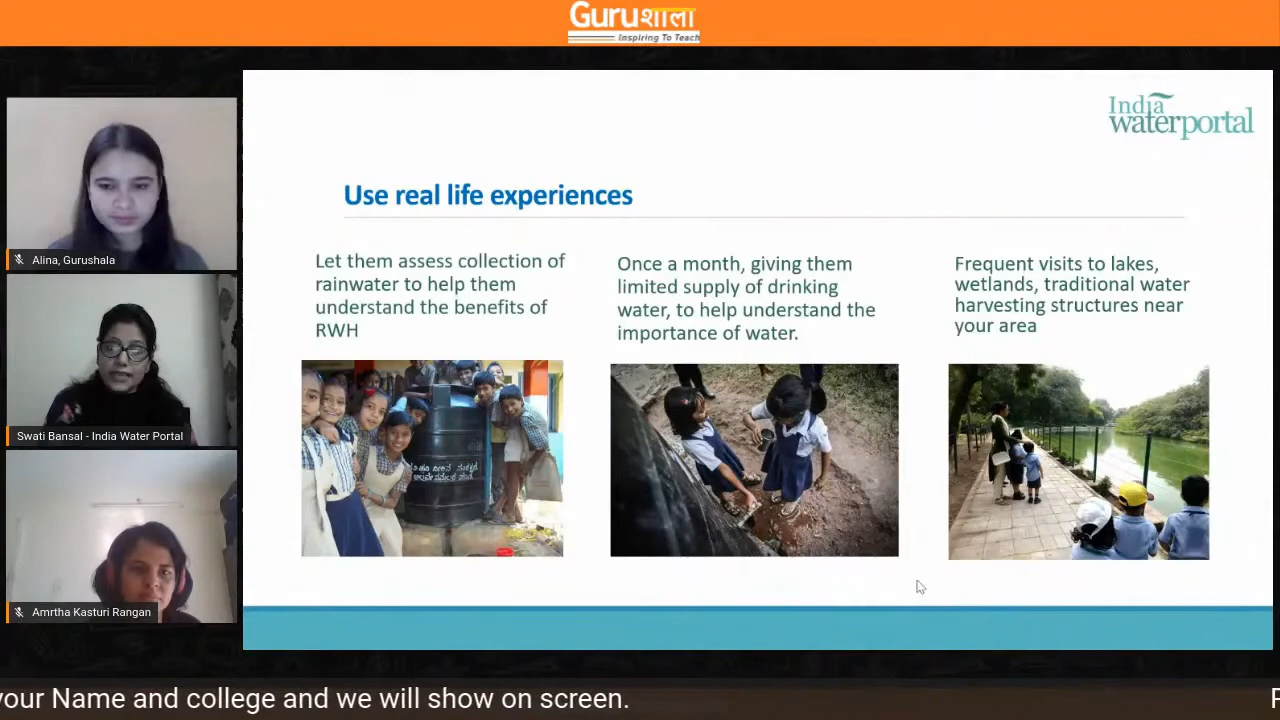 Guruशाला
Inspiring To Teach
India
waterportal
Use real life experiences
Let them assess collection of
rainwater to help them
understand the benefits of
RWH
Once a month, giving them
limited supply of drinking
water, to help understand the
importance of water.
Frequent visits to lakes,
wetlands, traditional water
harvesting structures near
your area
Alina, Gurushala
Swati Bansal - India Water Portal
Amrtha Kasturi Rangan
your Name and college and we will show on screen.